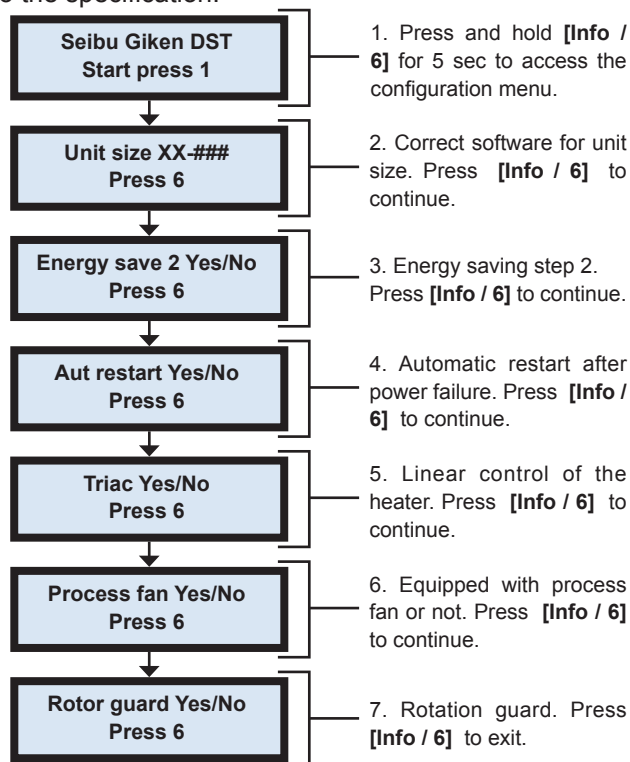 the specification.
Seibu Giken DST
Start press 1
1. Press and hold [Info /
6] for 5 sec to access the
configuration menu.
Unit size XX-###
Press 6
2. Correct software for unit
size. Press [Info / 6] to
continue.
Energy save 2 Yes/No
Press 6
3. Energy saving step 2.
Press [Info / 6] to continue.
Aut restart Yes/No
Press 6
4. Automatic restart after
power failure. Press [Info /
6] to continue.
Triac Yes/No
Press 6
5. Linear control of the
heater. Press [Info / 6] to
continue.
Process fan Yes/No
Press 6
6. Equipped with process
fan or not. Press [Info / 6]
to continue.
Rotor guard Yes/No
Press 6
7. Rotation guard. Press
[Info / 6] to exit.